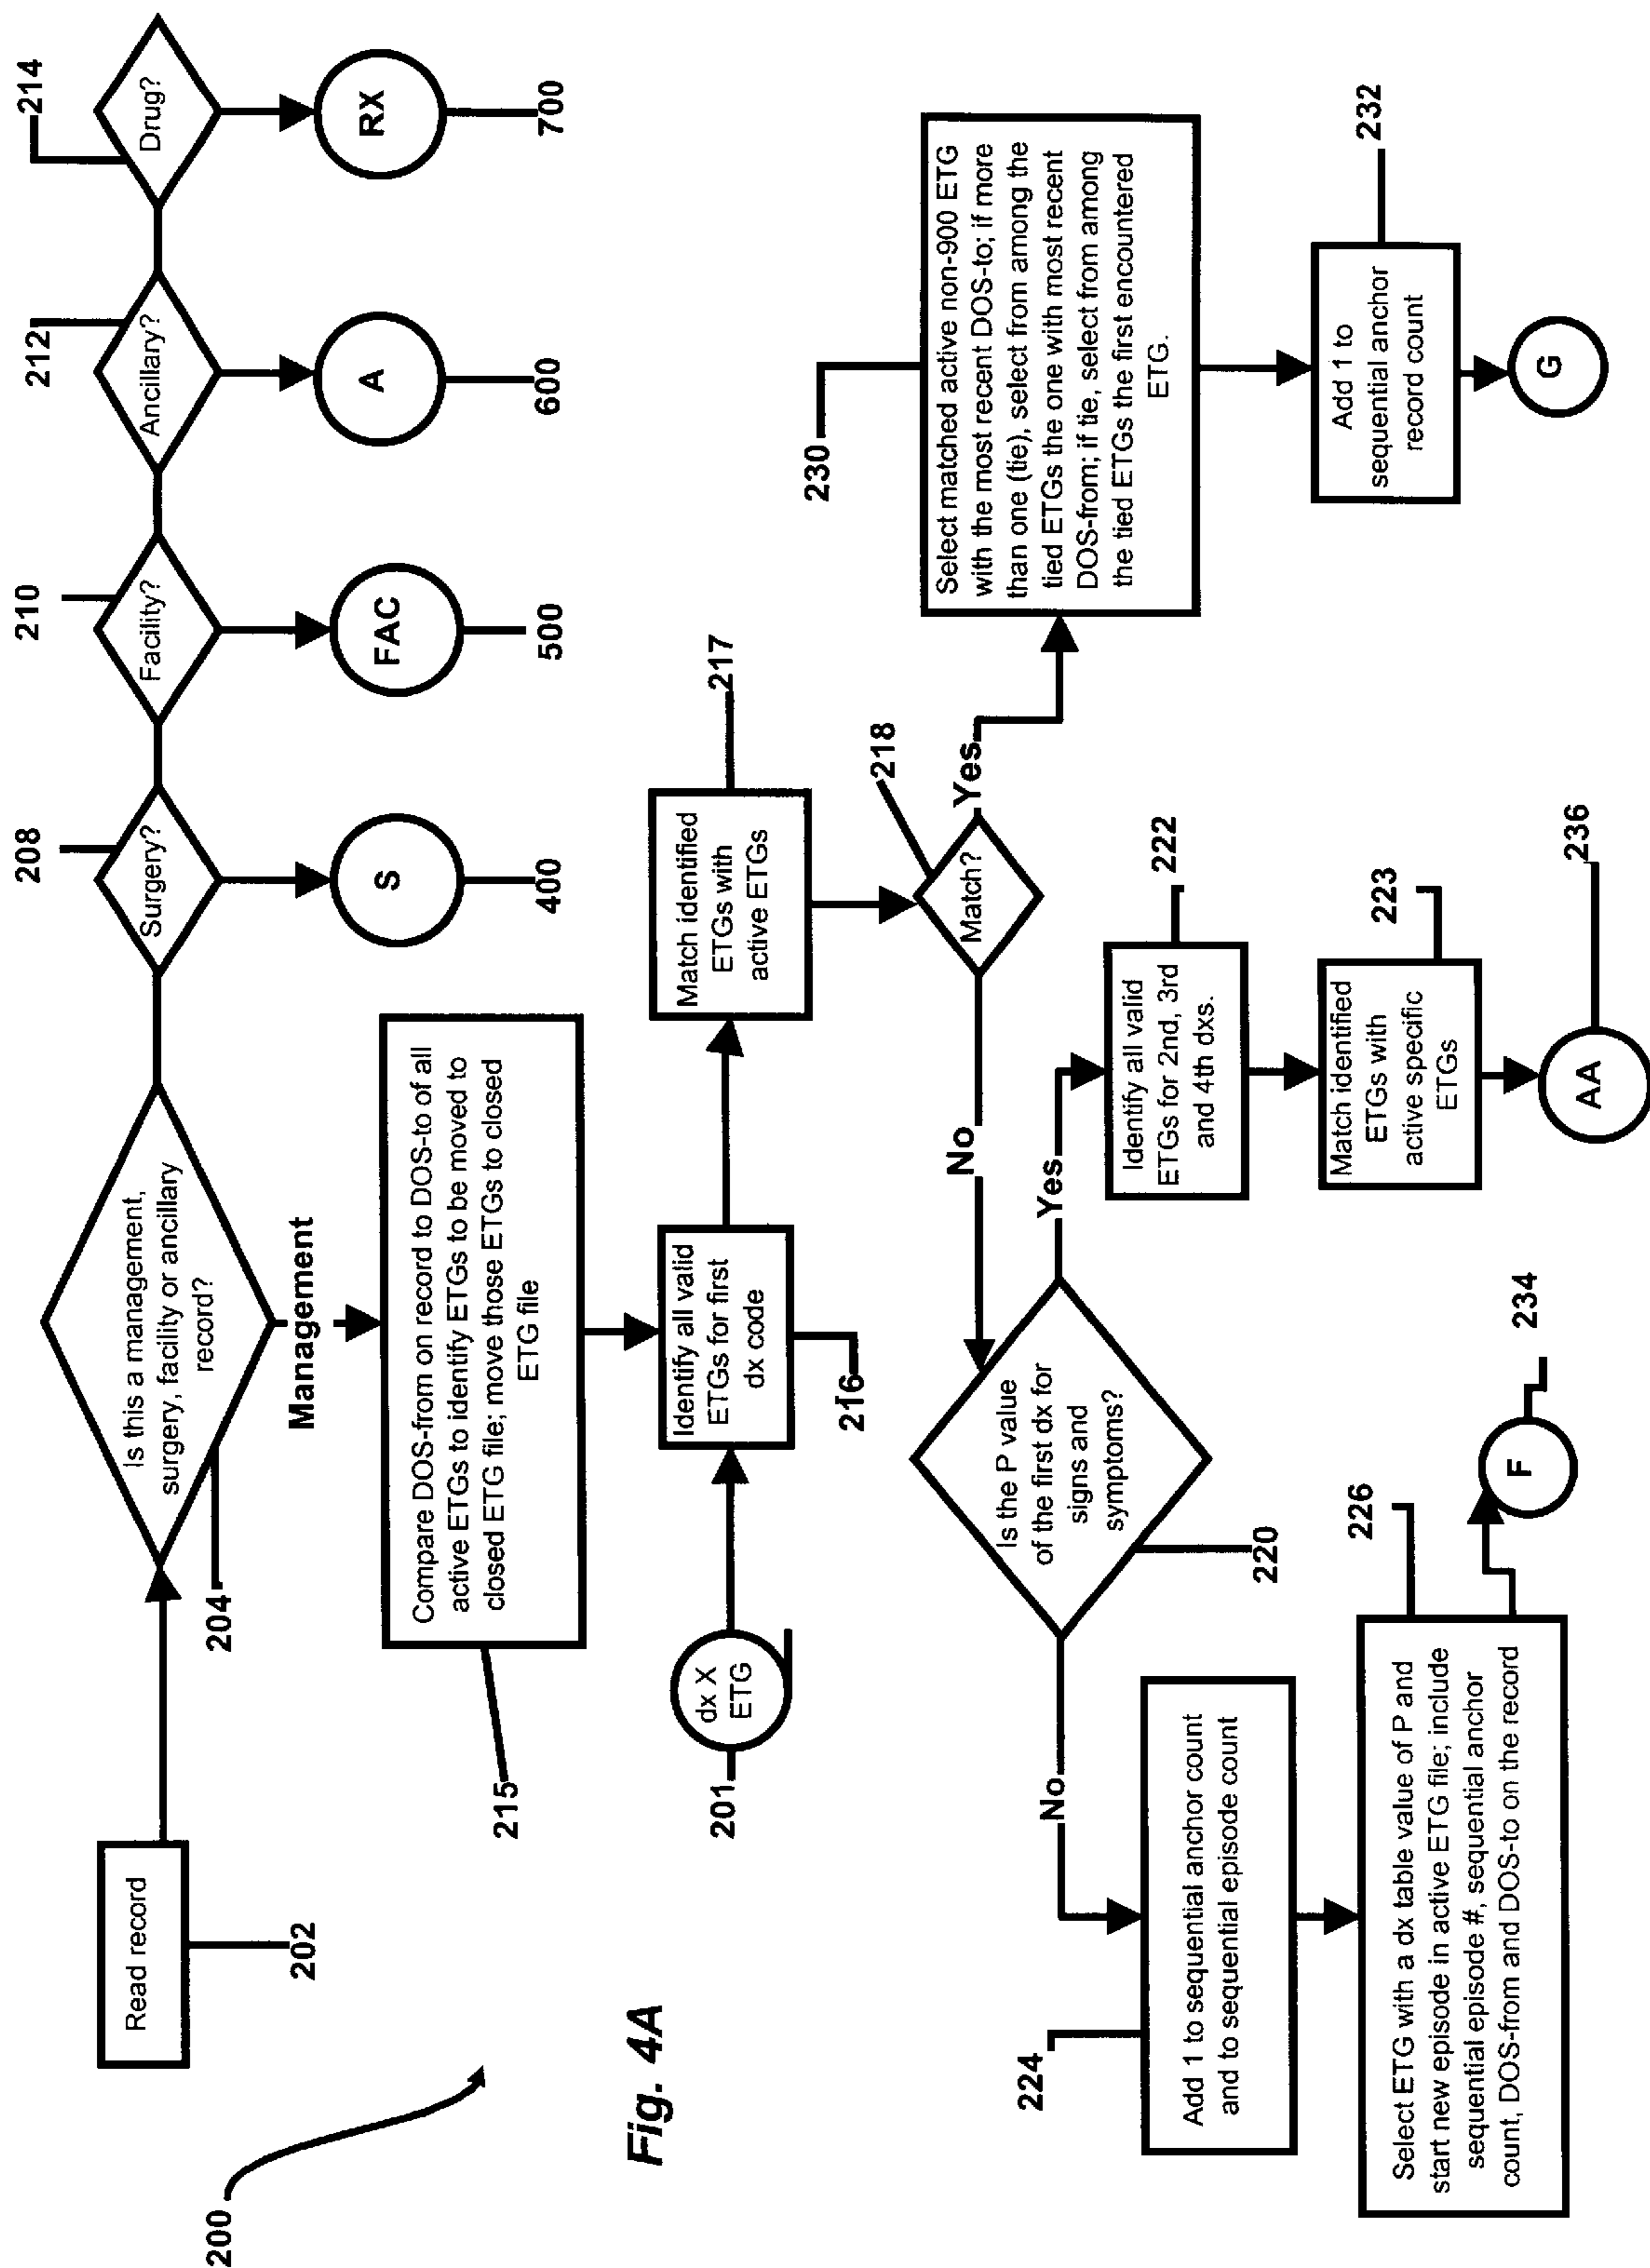 200
Fig. 4A
Read record
202
Is this a management,
surgery, facility or ancillary
record?
204
Management
Surgery?
208
S
400
Facility?
210
FAC
500
Ancillary?
212
A
600
Drug?
214
RX
700
Compare DOS-from on record to DOS-to of all
active ETGs to identify ETGs to be moved to
closed ETG file; move those ETGs to closed
ETG file
215
dx X
ETG
201
Identify all valid
ETGs for first
dx code
216
Match identified
ETGs with
active ETGs
217
Match?
218
Yes
No
Select matched active non-900 ETG
with the most recent DOS-to; if more
than one (tie), select from among the
tied ETGs the one with most recent
DOS-from; if tie, select from among
the tied ETGs the first encountered
ETG.
230
Add 1 to
sequential anchor
record count
232
G
Is the P value
of the first dx for
signs and
symptoms?
220
Yes
No
Identify all valid
ETGs for 2nd, 3rd
and 4th dxs.
222
Match identified
ETGs with
active specific
ETGs
223
AA
236
Add 1 to sequential anchor count
and to sequential episode count
224
Select ETG with a dx table value of P and
start new episode in active ETG file; include
sequential episode #, sequential anchor
count, DOS-from and DOS-to on the record
226
F
234